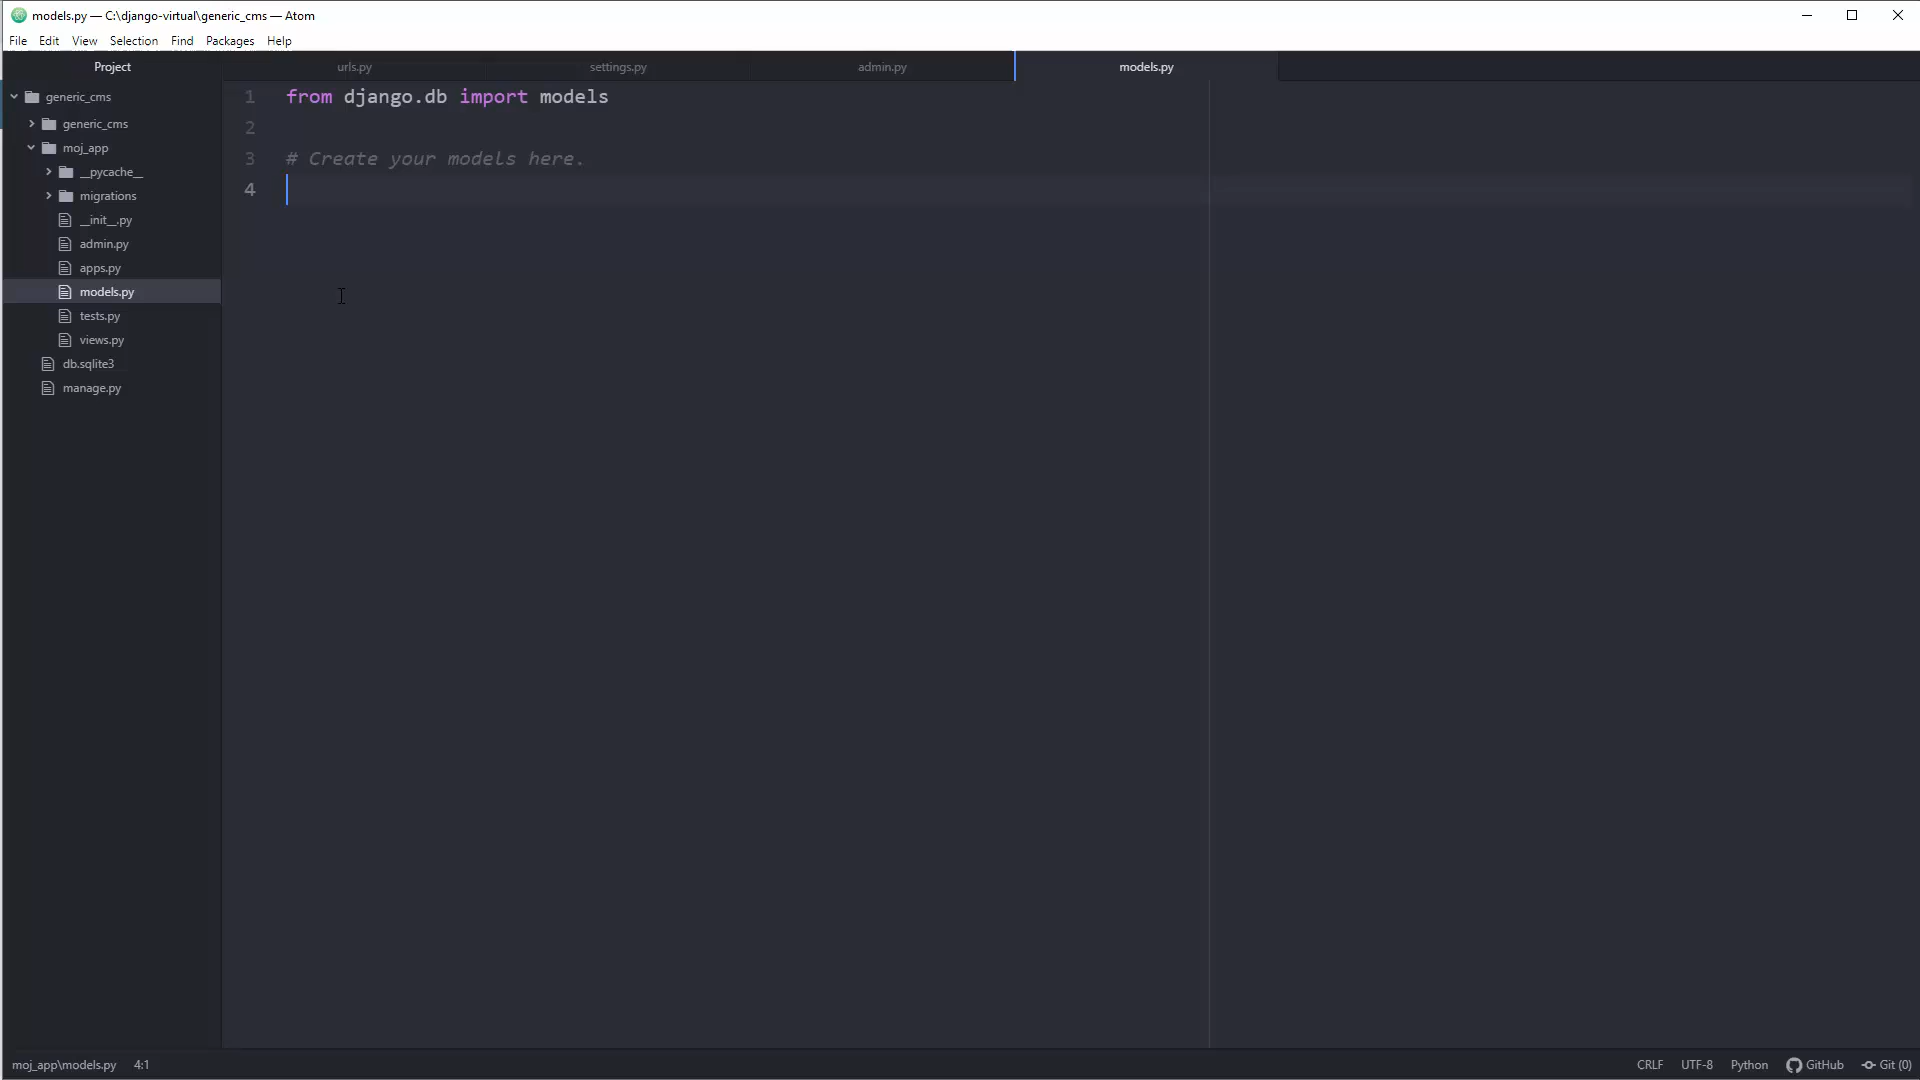 models.py — C:\django-virtual\generic_cms — Atom
File Edit View Selection Find Packages Help
Project
urls.py settings.py admin.py models.py
generic_cms
generic_cms
moj_app
__pycache__
migrations
__init__.py
admin.py
apps.py
models.py
tests.py
views.py
db.sqlite3
manage.py
1 from django.db import models
2
3 # Create your models here.
4
moj_app\models.py 4:1
CRLF UTF-8 Python GitHub Git (0)